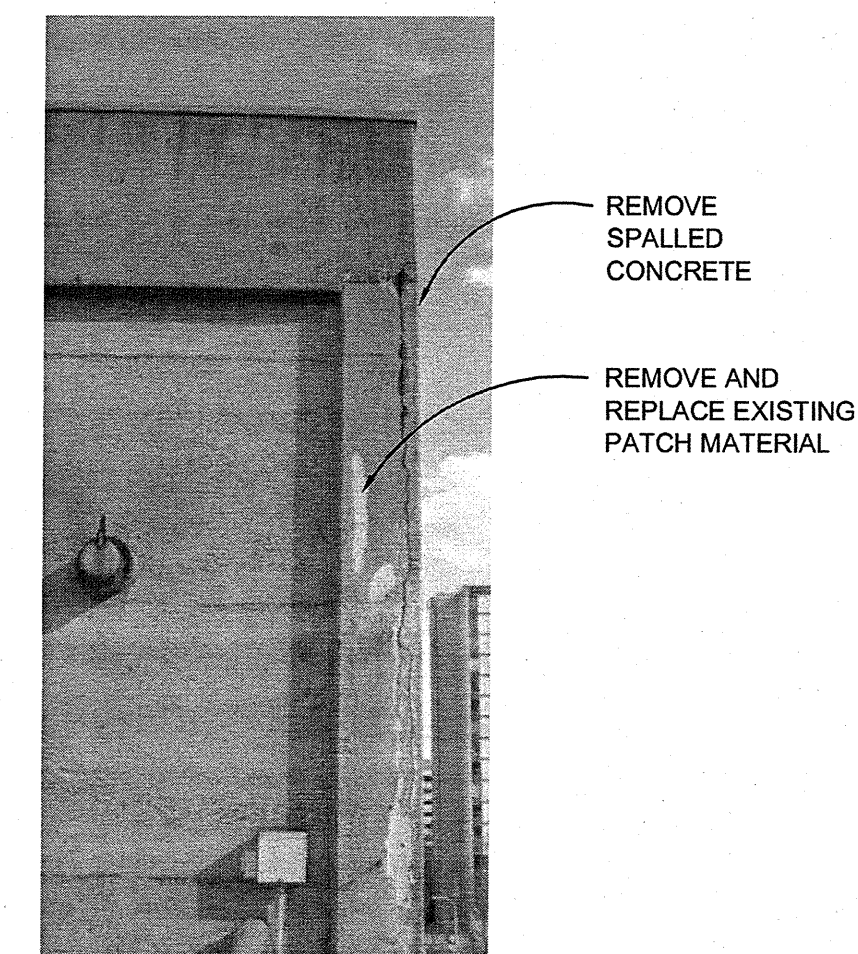 REMOVE
SPALLED
CONCRETE
REMOVE AND
REPLACE EXISTING
PATCH MATERIAL